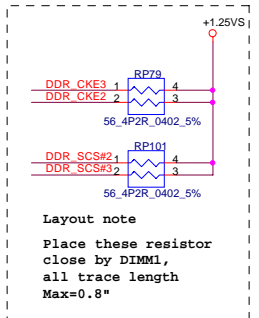 +1.25VS
RP79
DDR_CKE3 1 4
DDR_CKE2 2 3
56_4P2R_0402_5%
RP101
DDR_SCS#2 1 4
DDR_SCS#3 2 3
56_4P2R_0402_5%
Layout note
Place these resistor
close by DIMM1,
all trace length
Max=0.8"